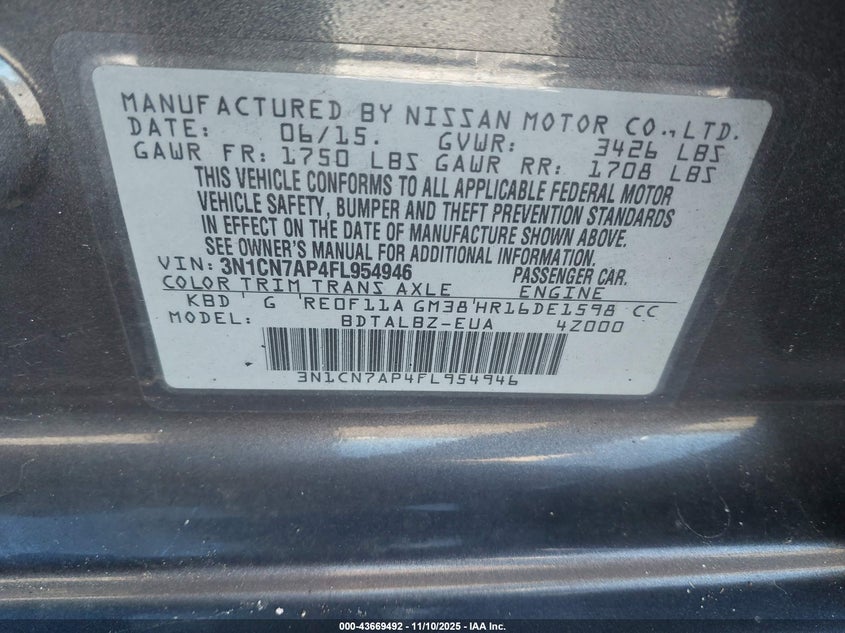 MANUFACTURED BY NISSAN MOTOR CO., LTD.
DATE: 06/15. GVWR: 3426 LBS
GAWR FR: 1750 LBS GAWR RR: 1708 LBS
THIS VEHICLE CONFORMS TO ALL APPLICABLE FEDERAL MOTOR
VEHICLE SAFETY, BUMPER AND THEFT PREVENTION STANDARDS
IN EFFECT ON THE DATE OF MANUFACTURE SHOWN ABOVE.
SEE OWNER'S MANUAL FOR ADDITIONAL INFORMATION.
VIN: 3N1CN7AP4FL954946 PASSENGER CAR.
COLOR TRIM TRANS AXLE ENGINE
KBD G RE0F11A GM38 HR16DE1598 CC
MODEL: BDTALBZ-EUA 4Z000
3N1CN7AP4FL954946
000-43669492 — 11/10/2025 — IAA Inc.